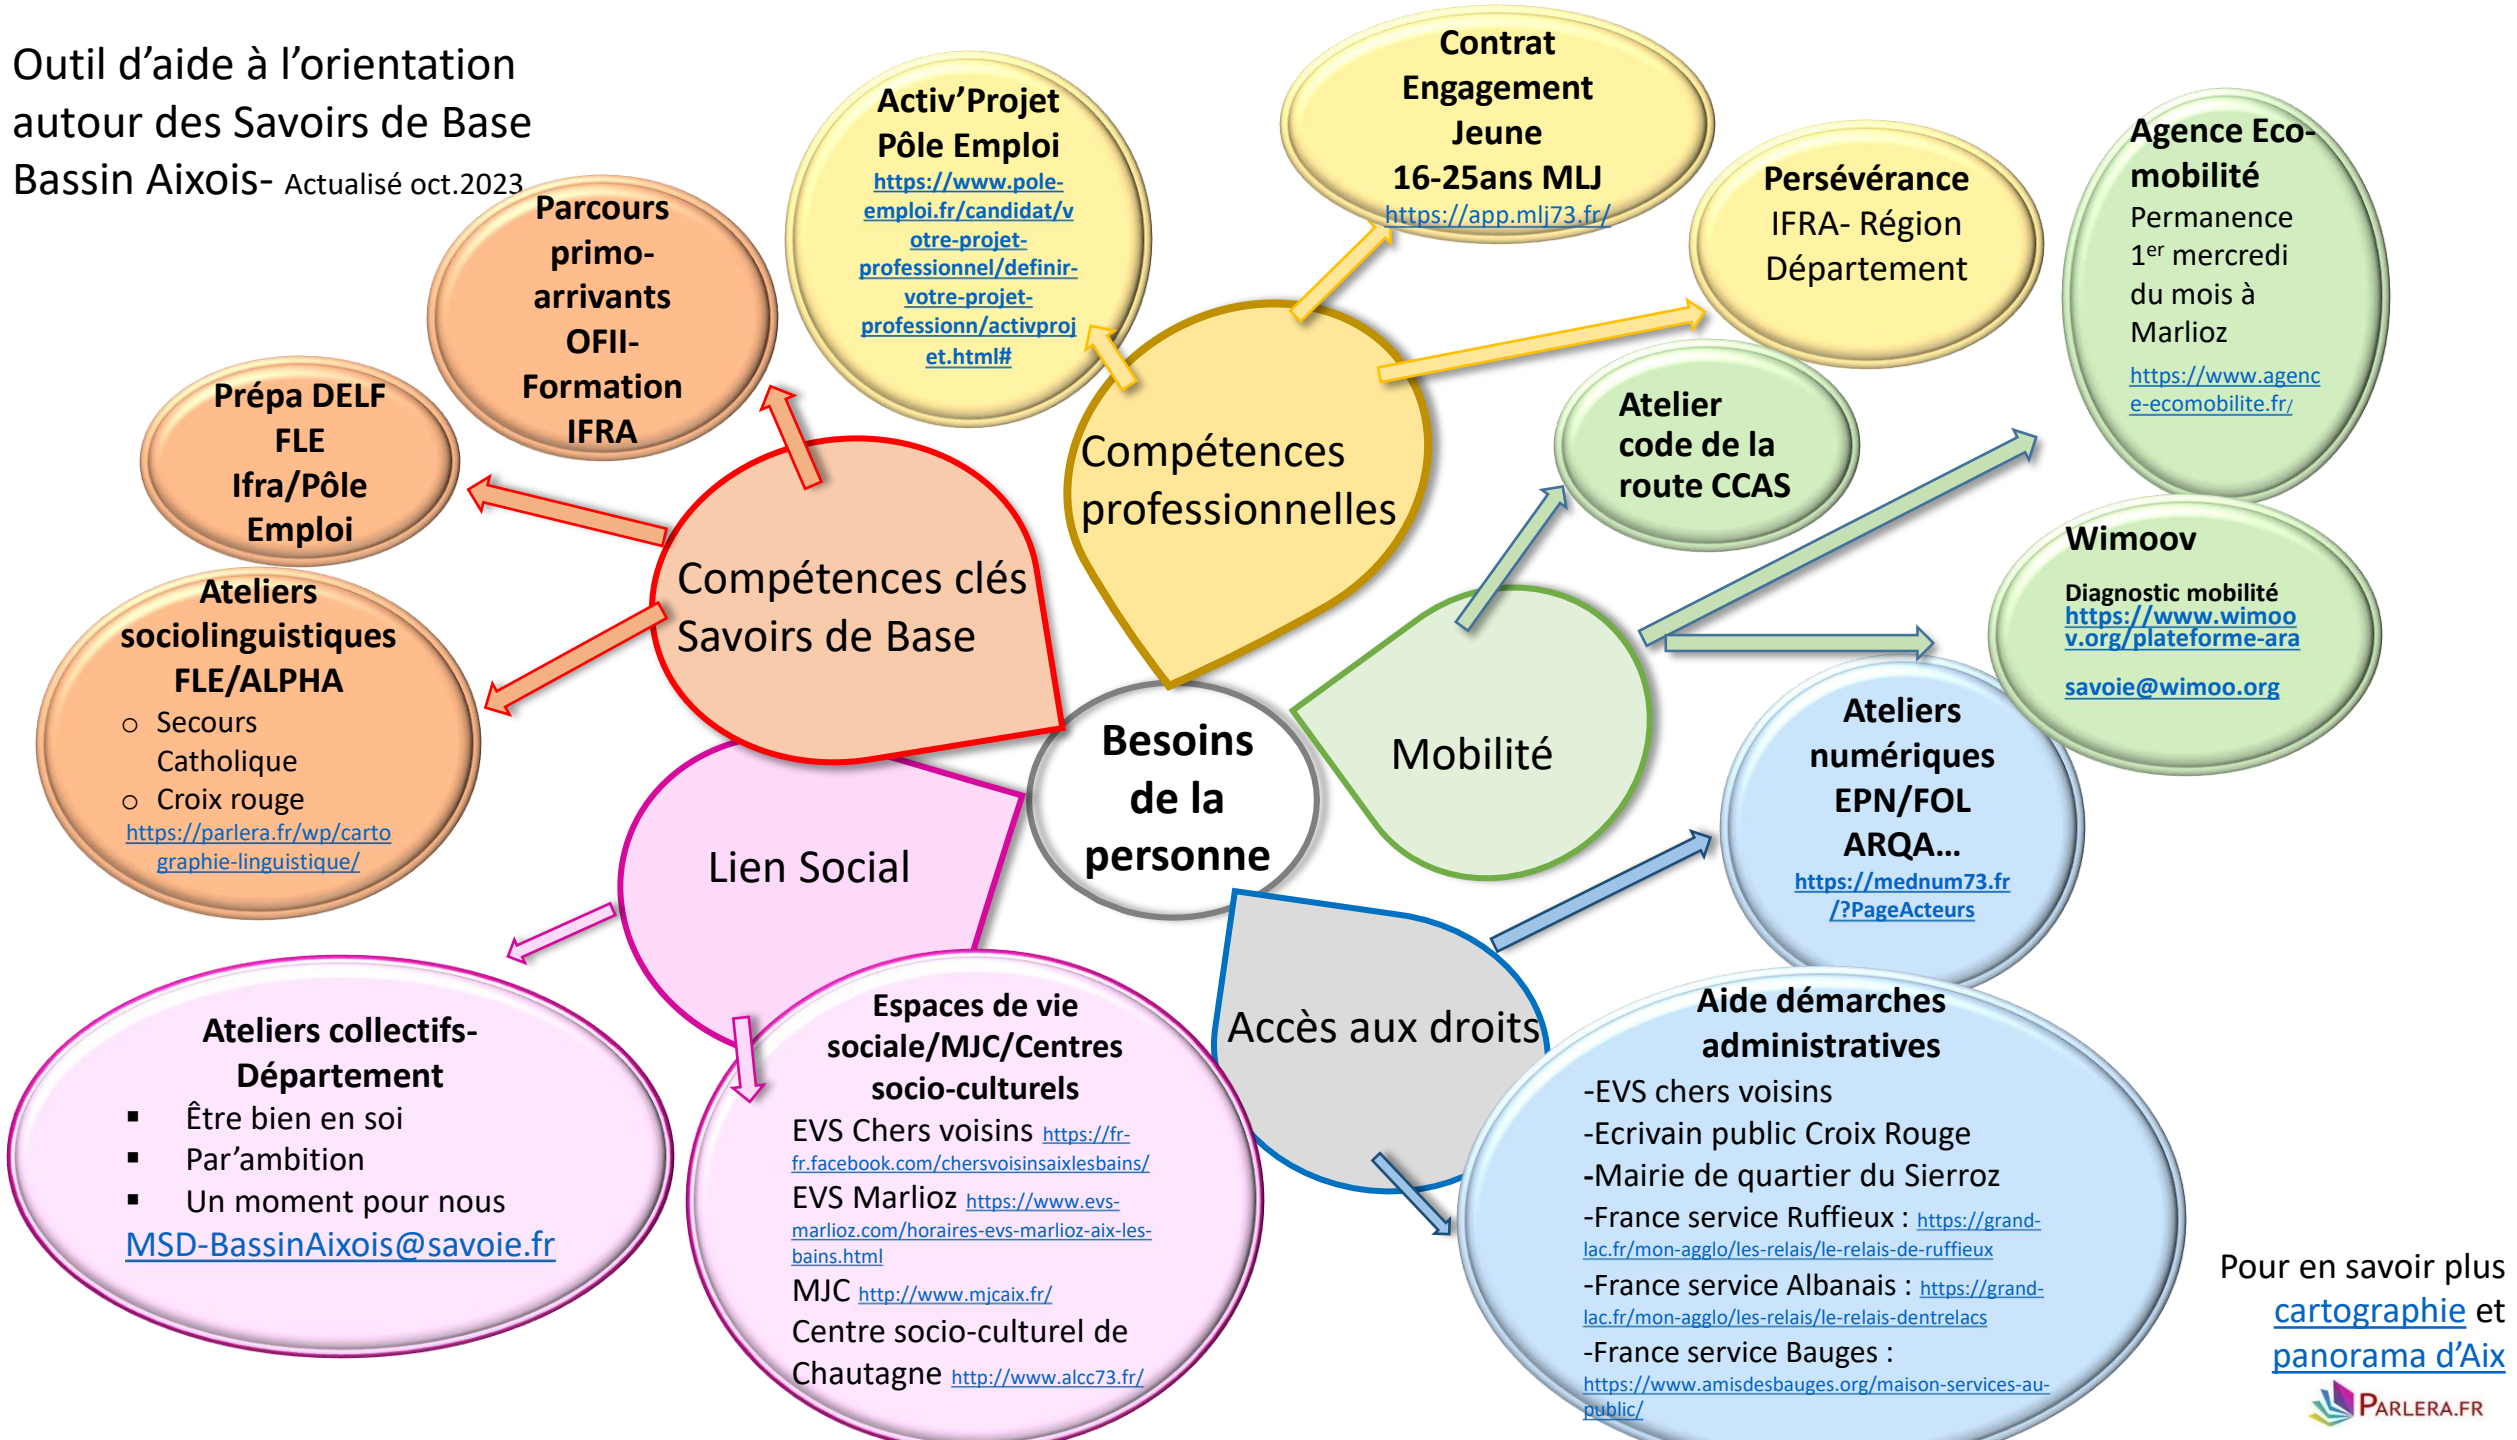 Outil d’aide à l’orientation
autour des Savoirs de Base
Bassin Aixois- Actualisé oct.2023
Parcours
primo-
arrivants
OFII-
Formation
IFRA
Prépa DELF
FLE
Ifra/Pôle
Emploi
Ateliers
sociolinguistiques
FLE/ALPHA
o Secours
Catholique
o Croix rouge
https://parlera.fr/wp/carto
graphie-linguistique/
Compétences clés
Savoirs de Base
Activ’Projet
Pôle Emploi
https://www.pole-
emploi.fr/candidat/v
otre-projet-
professionnel/definir-
votre-projet-
professionn/activproj
et.html#
Contrat
Engagement
Jeune
16-25ans MLJ
https://app.mlj73.fr/
Persévérance
IFRA- Région
Département
Compétences
professionnelles
Agence Eco-
mobilité
Permanence
1er mercredi
du mois à
Marlioz
https://www.agenc
e-ecomobilite.fr/
Atelier
code de la
route CCAS
Wimoov
Diagnostic mobilité
https://www.wimoo
v.org/plateforme-ara
savoie@wimoo.org
Mobilité
Besoins
de la
personne
Lien Social
Ateliers collectifs-
Département
▪ Être bien en soi
▪ Par’ambition
▪ Un moment pour nous
MSD-BassinAixois@savoie.fr
Espaces de vie
sociale/MJC/Centres
socio-culturels
EVS Chers voisins https://fr-
fr.facebook.com/chersvoisinsaixlesbains/
EVS Marlioz https://www.evs-
marlioz.com/horaires-evs-marlioz-aix-les-
bains.html
MJC http://www.mjcaix.fr/
Centre socio-culturel de
Chautagne http://www.alcc73.fr/
Accès aux droits
Ateliers
numériques
EPN/FOL
ARQA…
https://mednum73.fr
/?PageActeurs
Aide démarches
administratives
-EVS chers voisins
-Ecrivain public Croix Rouge
-Mairie de quartier du Sierroz
-France service Ruffieux : https://grand-
lac.fr/mon-agglo/les-relais/le-relais-de-ruffieux
-France service Albanais : https://grand-
lac.fr/mon-agglo/les-relais/le-relais-dentrelacs
-France service Bauges :
https://www.amisdesbauges.org/maison-services-au-
public/
Pour en savoir plus
cartographie et
panorama d’Aix
PARLERA.FR